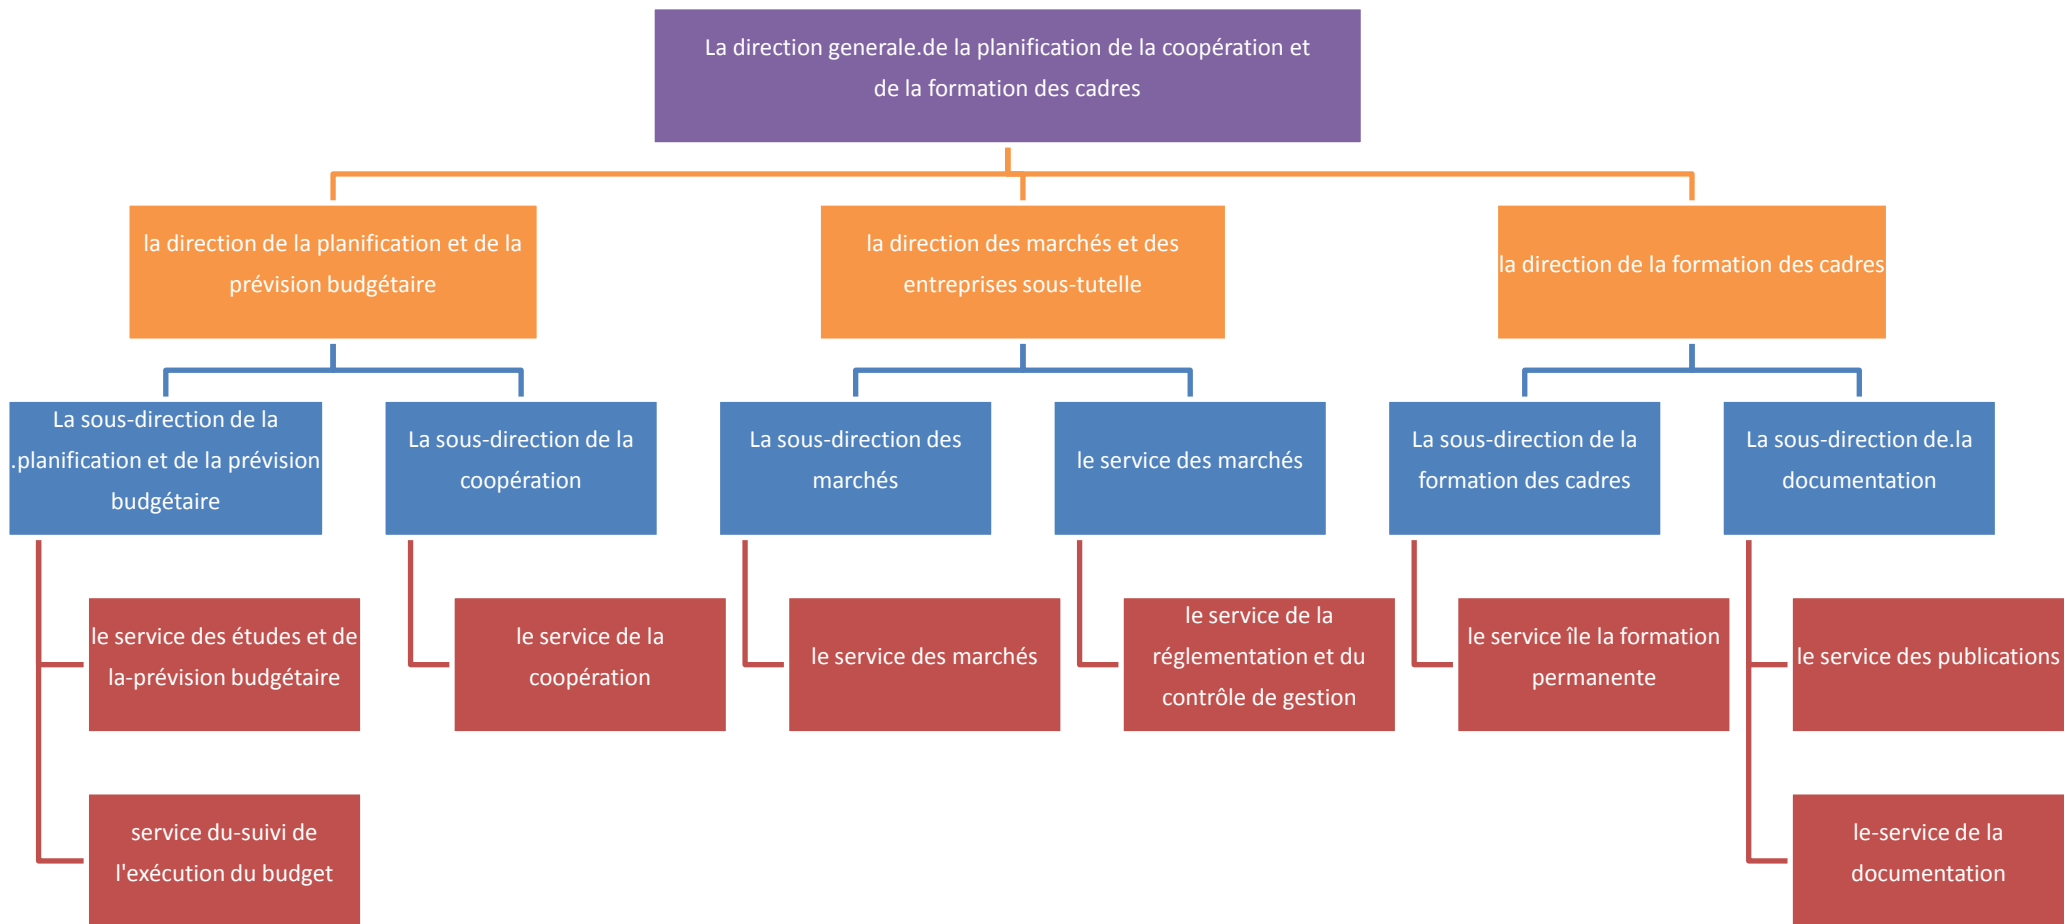 La direction generale.de la planification de la coopération et
de la formation des cadres
la direction de la planification et de la
prévision budgétaire
la direction des marchés et des
entreprises sous-tutelle
la direction de la formation des cadres
La sous-direction de la
.planification et de la prévision
budgétaire
La sous-direction de la
coopération
La sous-direction des
marchés
le service des marchés
La sous-direction de la
formation des cadres
La sous-direction de.la
documentation
le service des études et de
la-prévision budgétaire
le service de la
coopération
le service des marchés
le service de la
réglementation et du
contrôle de gestion
le service île la formation
permanente
le service des publications
service du-suivi de
l'exécution du budget
le-service de la
documentation